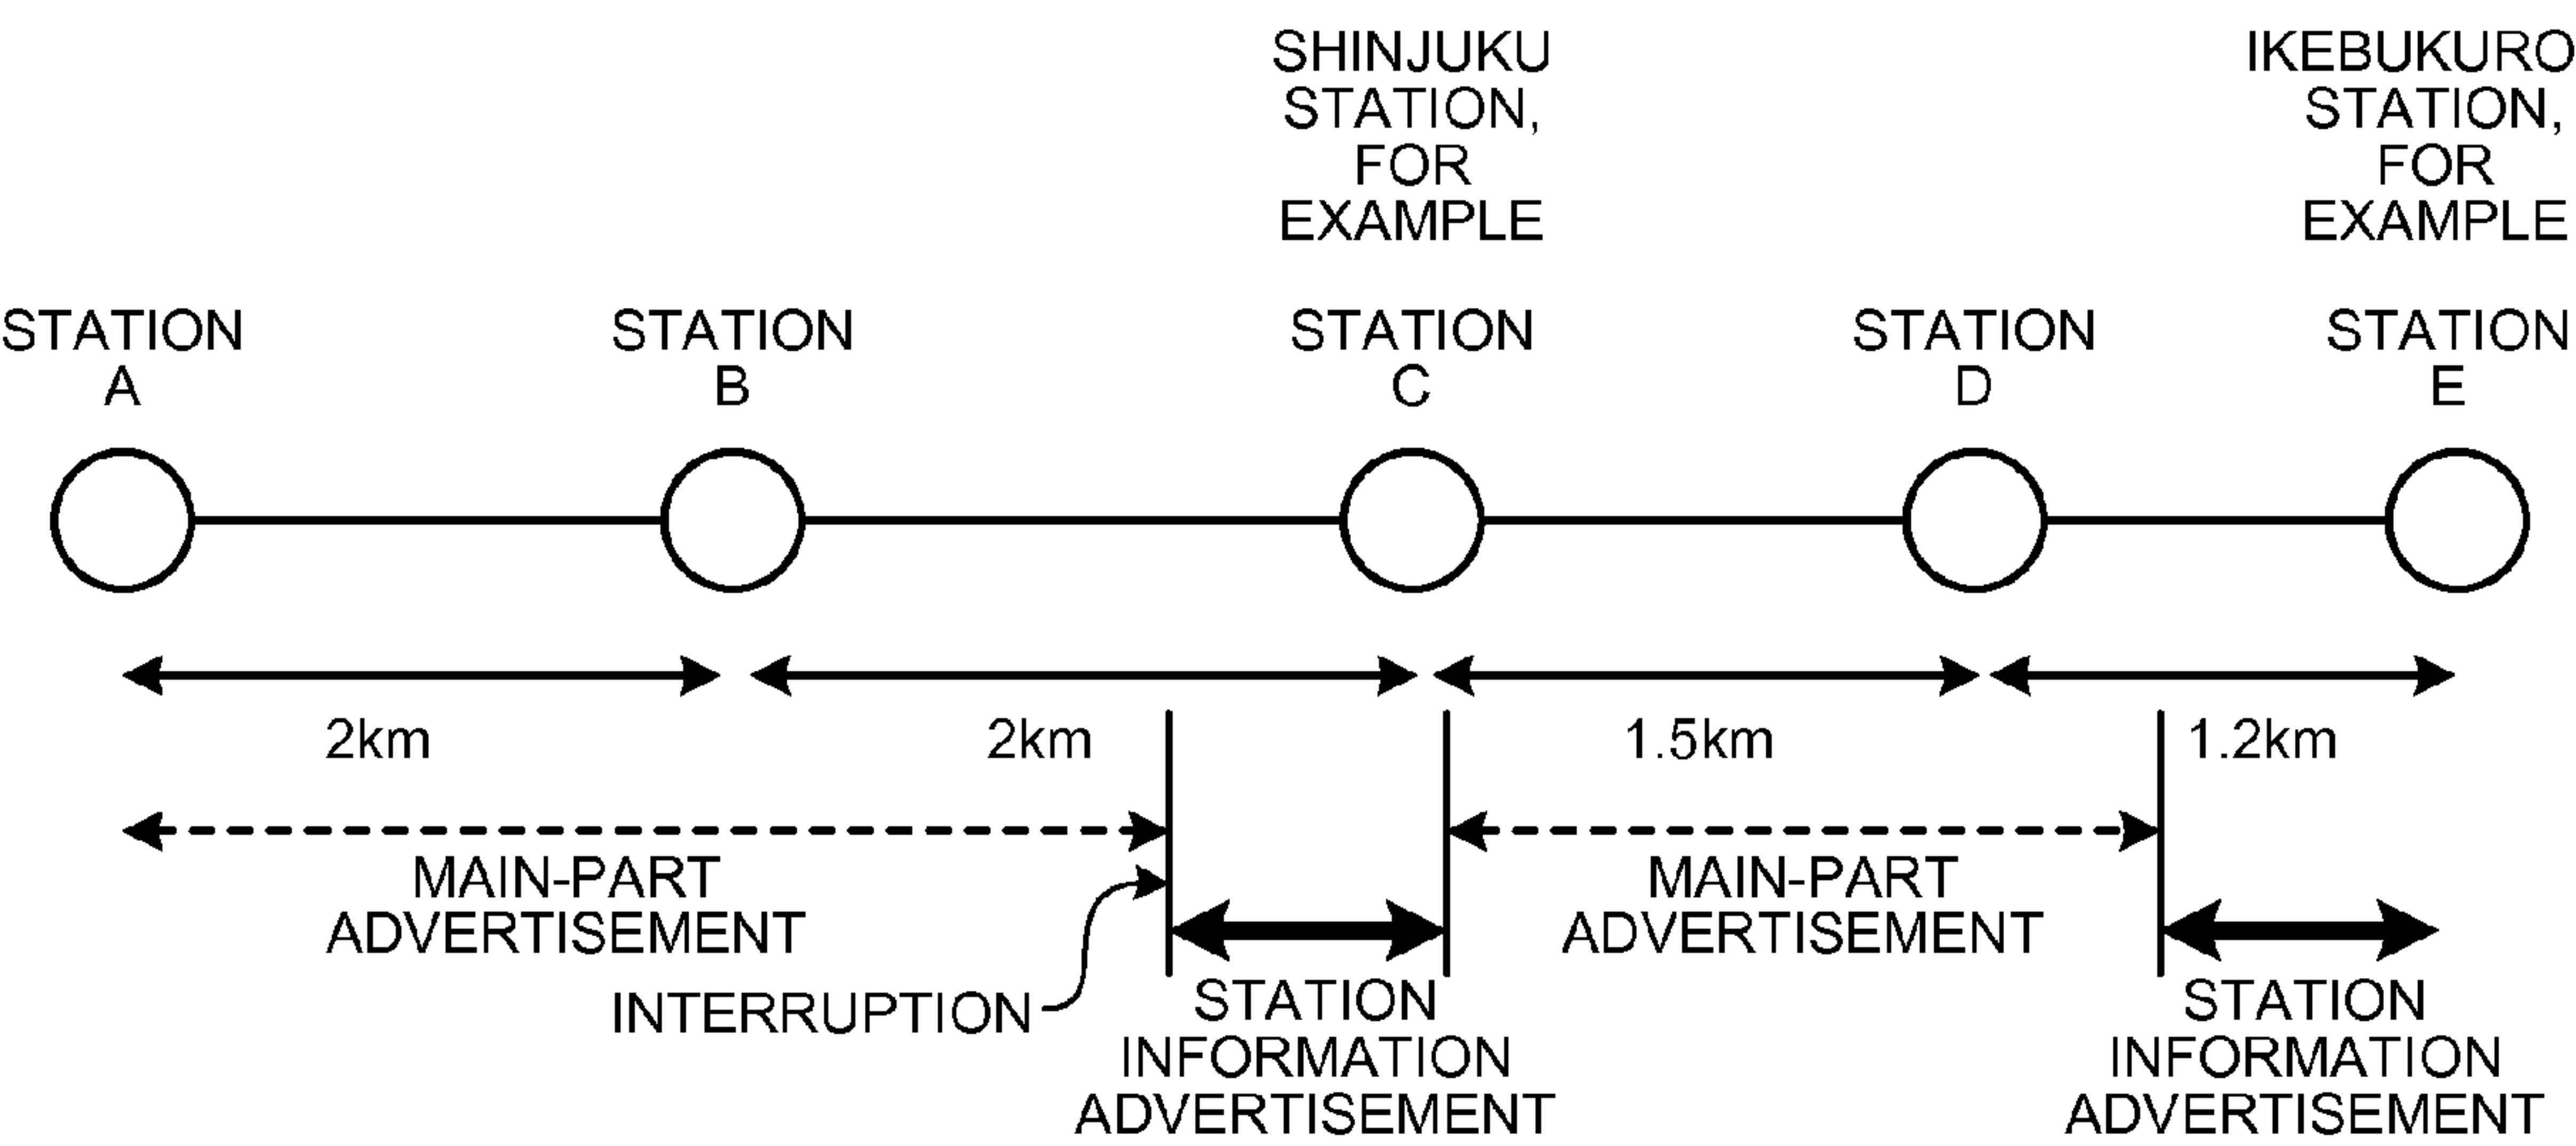 SHINJUKU
STATION,
FOR
EXAMPLE
IKEBUKURO
STATION,
FOR
EXAMPLE
STATION
A
STATION
B
STATION
C
STATION
D
STATION
E
2km
2km
1.5km
1.2km
MAIN-PART
ADVERTISEMENT
INTERRUPTION
STATION
INFORMATION
ADVERTISEMENT
MAIN-PART
ADVERTISEMENT
STATION
INFORMATION
ADVERTISEMENT